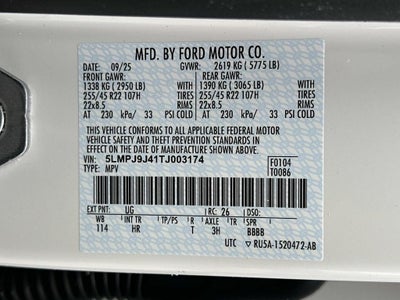 MFD. BY FORD MOTOR CO.
DATE: 09/25 GVWR: 2619 KG ( 5775 LB)
FRONT GAWR: REAR GAWR:
1338 KG ( 2950 LB) 1390 KG ( 3065 LB)
255/45 R22 107H 255/45 R22 107H
22x8.5 22x8.5
AT 230 kPa/ 33 PSI COLD AT 230 kPa/ 33 PSI COLD
THIS VEHICLE CONFORMS TO ALL APPLICABLE FEDERAL MOTOR
VEHICLE SAFETY AND THEFT PREVENTION STANDARDS IN
EFFECT ON THE DATE OF MANUFACTURE SHOWN ABOVE.
VIN: 5LMPJ9J41TJ003174 F0104
TYPE: MPV T0086
EXT PNT: UG RC: 26
WB INT TR TP/PS R AXLE TR SPR
114 HR T 3H BBBB
UTC RU5A-1520472-AB